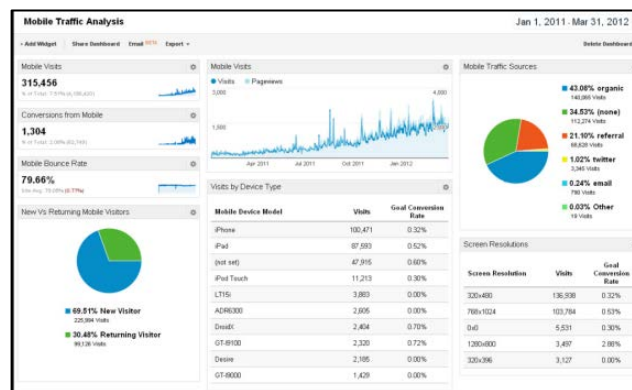 Mobile Traffic Analysis
Jan 1, 2011 - Mar 31, 2012
+ Add Widget Share Dashboard Email BETA Export
Delete Dashboard
Mobile Visits
315,456
Conversions from Mobile
1,304
Mobile Bounce Rate
79.66%
New Vs Returning Mobile Visitors
69.51% New Visitor
30.48% Returning Visitor
99,126 Visits
Mobile Visits
Visits Pageviews
3,000
4,000
1,500
Apr 2011 Jul 2011 Oct 2011 Jan 2012
Visits by Device Type
Mobile Device Model Visits Goal Conversion Rate
iPhone 100,471 0.32%
iPad 87,593 0.52%
(not set) 47,915 0.60%
iPod Touch 11,213 0.30%
LT15i 3,883 0.00%
ADR6300 2,605 0.00%
DroidX 2,404 0.70%
GT-I9100 2,320 0.72%
Desire 2,185 0.00%
GT-I9000 1,429 0.00%
Mobile Traffic Sources
43.08% organic
34.53% (none)
112,274 Visits
21.10% referral
68,628 Visits
1.02% twitter
3,345 Visits
0.24% email
798 Visits
0.03% Other
19 Visits
Screen Resolutions
Screen Resolution Visits Goal Conversion Rate
320x480 136,938 0.32%
768x1024 103,784 0.53%
0x0 5,531 0.30%
1280x800 3,497 2.88%
320x396 3,127 0.00%